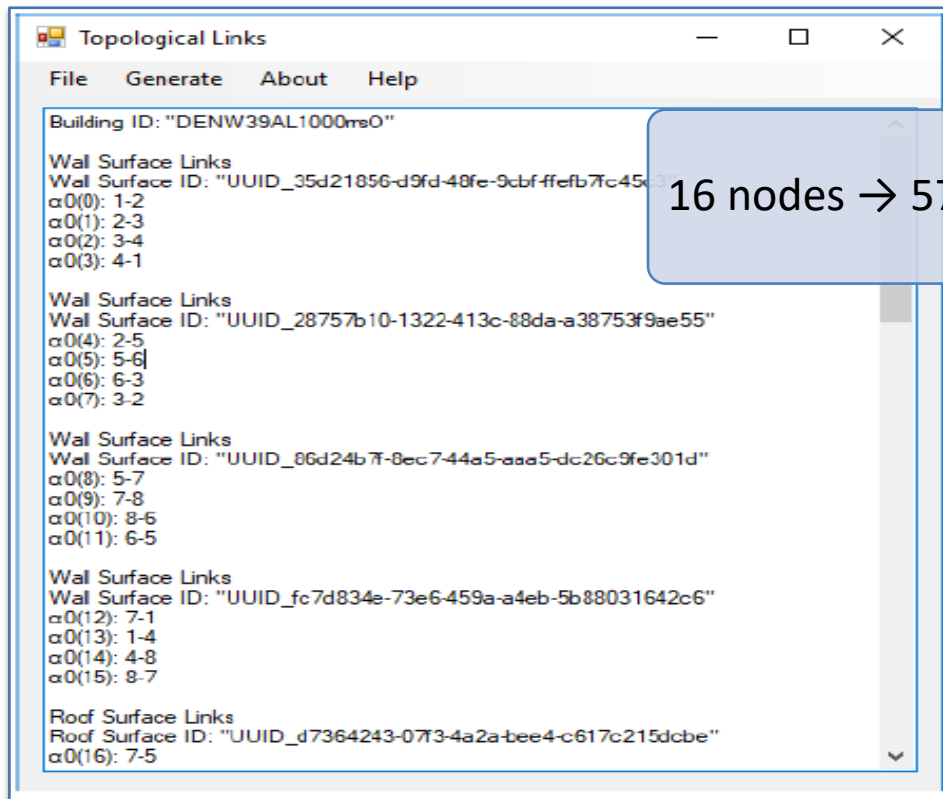 Topological Links
File Generate About Help
Building ID: "DENW39AL1000msO"
Wall Surface Links
Wall Surface ID: "UUID_35d21856-d9fd-48fe-9cbf-ffefb7fc45c3"
α0(0): 1-2
α0(1): 2-3
α0(2): 3-4
α0(3): 4-1
16 nodes → 57
Wall Surface Links
Wall Surface ID: "UUID_28757b10-1322-413c-88da-a38753f9ae55"
α0(4): 2-5
α0(5): 5-6
α0(6): 6-3
α0(7): 3-2
Wall Surface Links
Wall Surface ID: "UUID_86d24b7f-8ec7-44a5-aaa5-dc26c9fe301d"
α0(8): 5-7
α0(9): 7-8
α0(10): 8-6
α0(11): 6-5
Wall Surface Links
Wall Surface ID: "UUID_fc7d834e-73e6-459a-a4eb-5b88031642c6"
α0(12): 7-1
α0(13): 1-4
α0(14): 4-8
α0(15): 8-7
Roof Surface Links
Roof Surface ID: "UUID_d7364243-07f3-4a2a-bee4-c617c215dcbe"
α0(16): 7-5